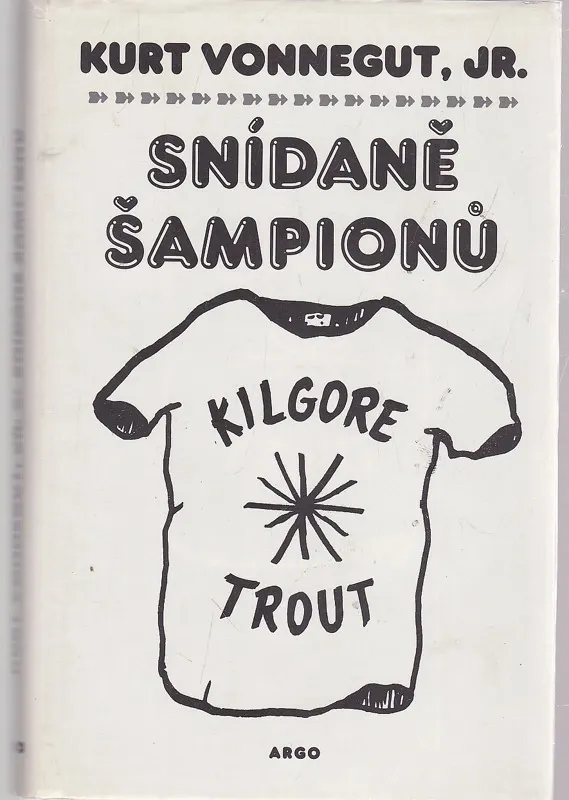 KURT VONNEGUT, JR.
SNÍDANĚ
ŠAMPIONŮ
KILGORE
TROUT
ARGO